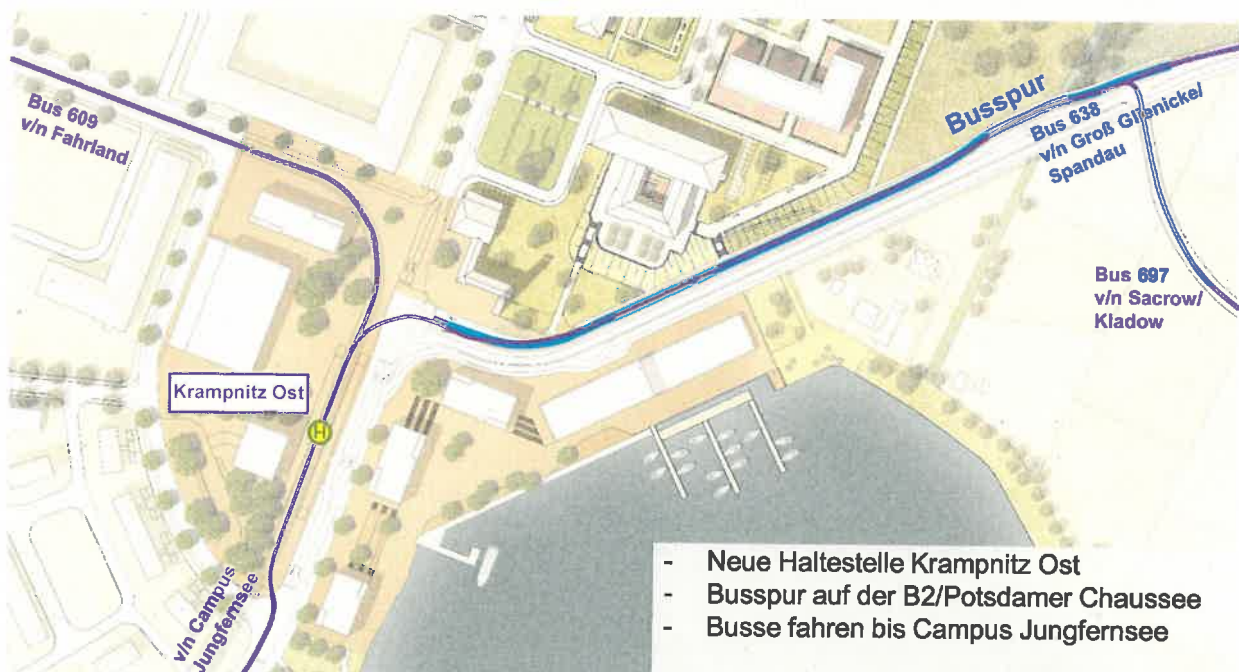 Bus 609
v/n Fahrland
Busspur
Bus 638
v/n Groß Glienicke/
Spandau
Bus 697
v/n Sacrow/
Kladow
Krampnitz Ost
H
v/n Campus
Jungfernsee
- Neue Haltestelle Krampnitz Ost
- Busspur auf der B2/Potsdamer Chaussee
- Busse fahren bis Campus Jungfernsee